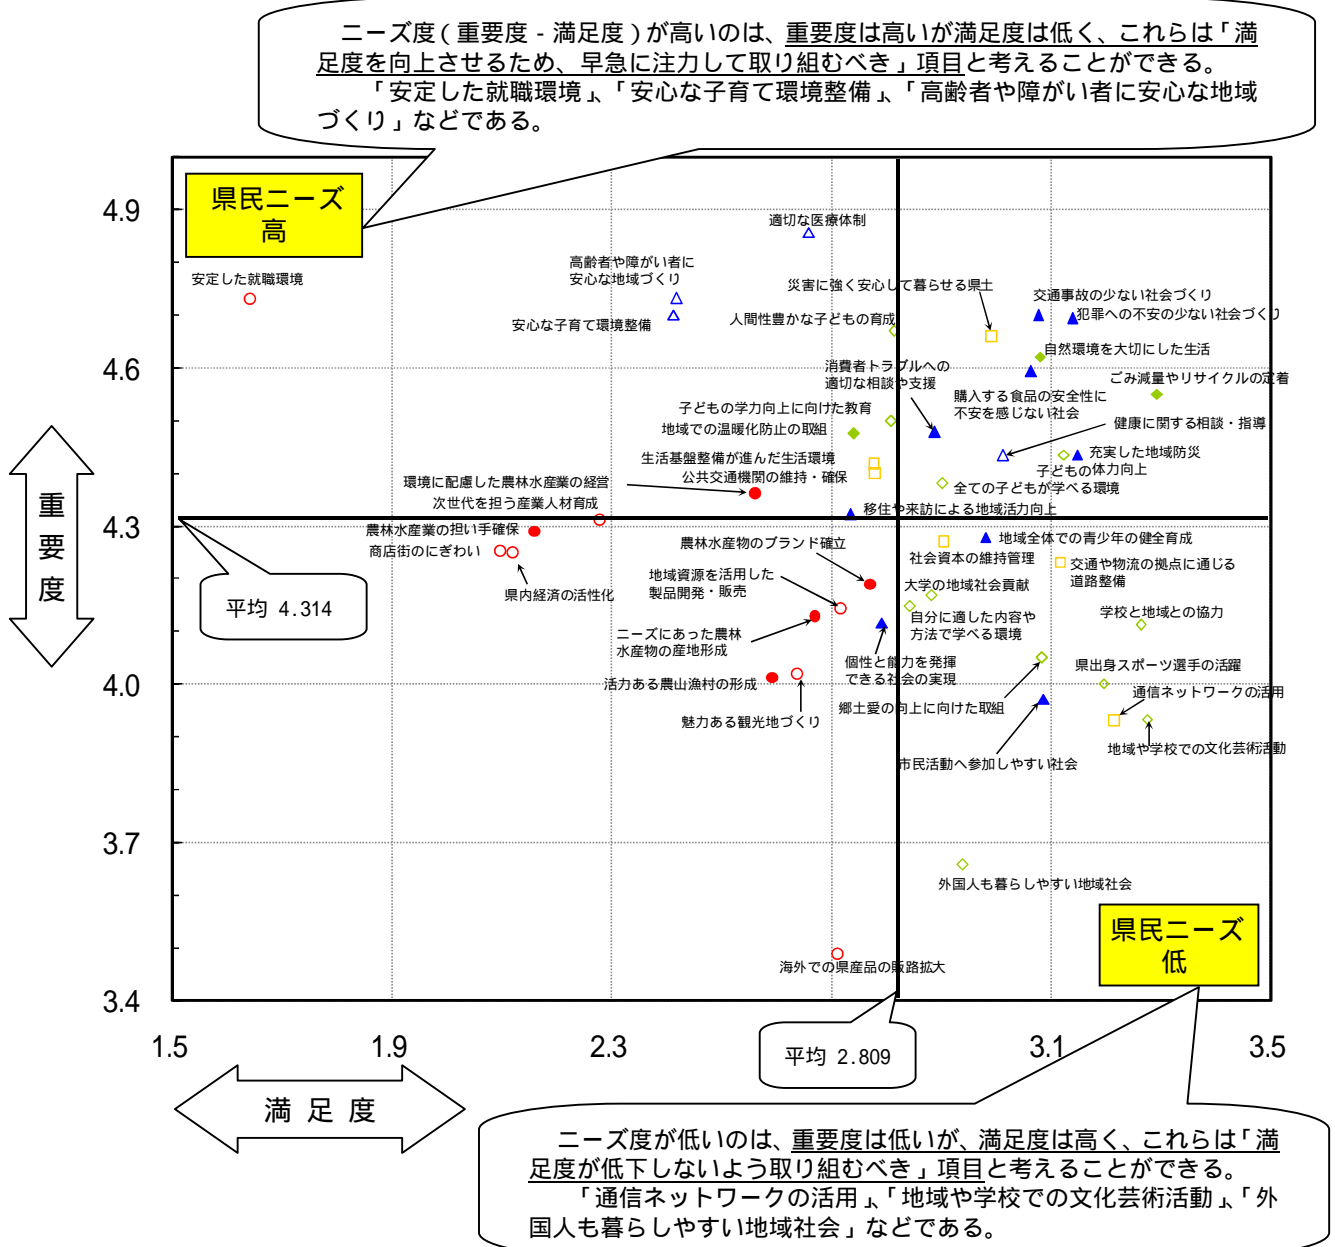 ニーズ度(重要度 - 満足度)が高いのは、重要度は高いが満足度は低く、これらは「満
足度を向上させるため、早急に注力して取り組むべき」項目と考えることができる。
「安定した就職環境」、「安心な子育て環境整備」、「高齢者や障がい者に安心な地域
づくり」などである。
県民ニーズ
高
4.9
4.6
4.3
4.0
3.7
3.4
適切な医療体制
安定した就職環境
高齢者や障がい者に
安心な地域づくり
安心な子育て環境整備
災害に強く安心して暮らせる県土
人間性豊かな子どもの育成
交通事故の少ない社会づくり
犯罪への不安の少ない社会づくり
自然環境を大切にした生活
ごみ減量やリサイクルの定着
消費者トラブルへの
適切な相談や支援
購入する食品の安全性に
不安を感じない社会
健康に関する相談・指導
子どもの学力向上に向けた教育
地域での温暖化防止の取組
充実した地域防災
子どもの体力向上
生活基盤整備が進んだ生活環境
公共交通機関の維持・確保
全ての子どもが学べる環境
環境に配慮した農林水産業の経営
次世代を担う産業人材育成
移住や来訪による地域活力向上
農林水産業の担い手確保
商店街のにぎわい
県内経済の活性化
農林水産物のブランド確立
地域全体での青少年の健全育成
社会資本の維持管理
交通や物流の拠点に通じる
道路整備
地域資源を活用した
製品開発・販売
大学の地域社会貢献
自分に適した内容や
方法で学べる環境
学校と地域との協力
ニーズにあった農林
水産物の産地形成
個性と能力を発揮
できる社会の実現
県出身スポーツ選手の活躍
活力ある農山漁村の形成
通信ネットワークの活用
郷土愛の向上に向けた取組
魅力ある観光地づくり
地域や学校での文化芸術活動
市民活動へ参加しやすい社会
外国人も暮らしやすい地域社会
海外での県産品の販路拡大
重要度
平均 4.314
県民ニーズ
低
1.5
1.9
2.3
3.1
3.5
平均 2.809
満足度
ニーズ度が低いのは、重要度は低いが、満足度は高く、これらは「満
足度が低下しないよう取り組むべき」項目と考えることができる。
「通信ネットワークの活用」、「地域や学校での文化芸術活動」、「外
国人も暮らしやすい地域社会」などである。